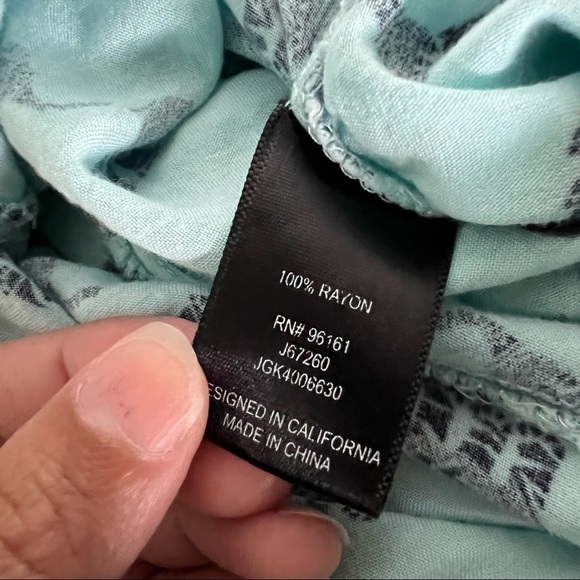 100% RAYON
RN# 96161
J67260
JGK4006630
ESIGNED IN CALIFORNIA
MADE IN CHINA